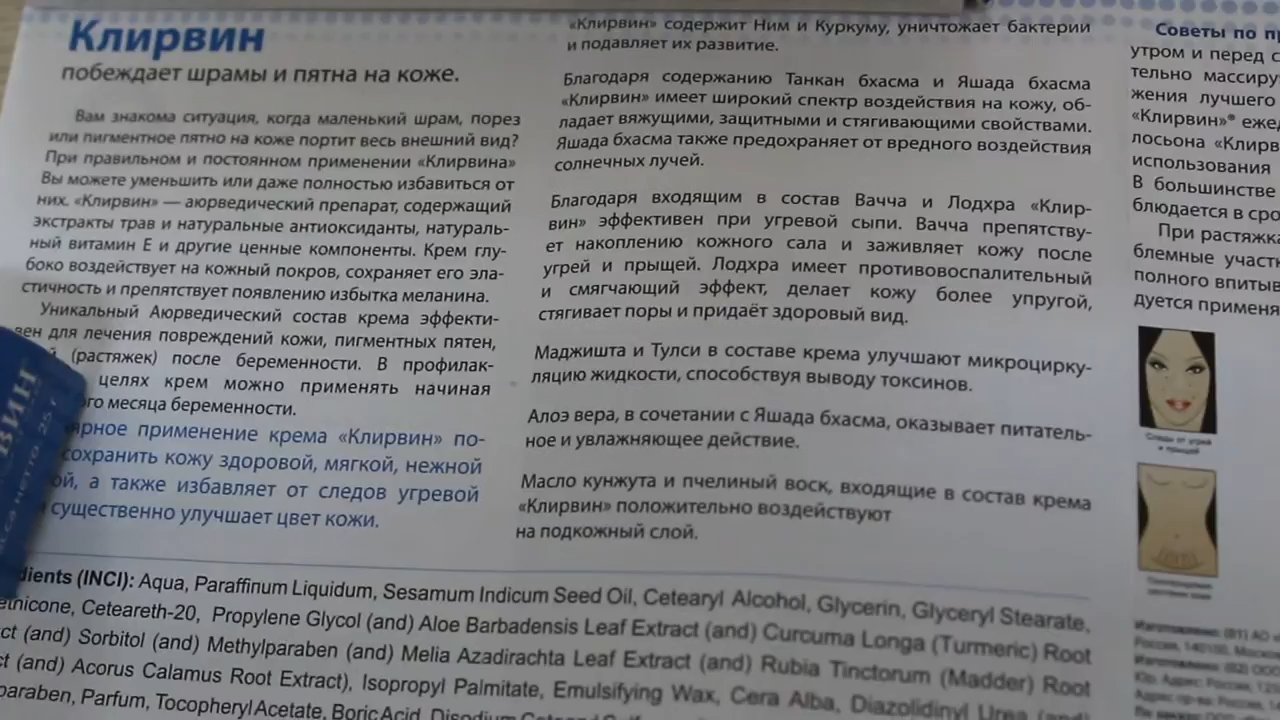 Клирвин
побеждает шрамы и пятна на коже.
Вам знакома ситуация, когда маленький шрам, порез
или пигментное пятно на коже портит весь внешний вид?
При правильном и постоянном применении «Клирвина»
Вы можете уменьшить или даже полностью избавиться от
них. «Клирвин» — аюрведический препарат, содержащий
экстракты трав и натуральные антиоксиданты, натураль-
ный витамин Е и другие ценные компоненты. Крем глу-
боко воздействует на кожный покров, сохраняет его эла-
стичность и препятствует появлению избытка меланина.
Уникальный Аюрведический состав крема эффекти-
вен для лечения повреждений кожи, пигментных пятен,
(растяжек) после беременности. В профилак-
целях крем можно применять начиная
го месяца беременности.
ярное применение крема «Клирвин» по-
сохранить кожу здоровой, мягкой, нежной
ой, а также избавляет от следов угревой
существенно улучшает цвет кожи.
«Клирвин» содержит Ним и Куркуму, уничтожает бактерии
и подавляет их развитие.
Благодаря содержанию Танкан бхасма и Яшада бхасма
«Клирвин» имеет широкий спектр воздействия на кожу, об-
ладает вяжущими, защитными и стягивающими свойствами.
Яшада бхасма также предохраняет от вредного воздействия
солнечных лучей.
Благодаря входящим в состав Вачча и Лодхра «Клир-
вин» эффективен при угревой сыпи. Вачча препятству-
ет накоплению кожного сала и заживляет кожу после
угрей и прыщей. Лодхра имеет противовоспалительный
и смягчающий эффект, делает кожу более упругой,
стягивает поры и придаёт здоровый вид.
Маджишта и Тулси в составе крема улучшают микроцирку-
ляцию жидкости, способствуя выводу токсинов.
Алоэ вера, в сочетании с Яшада бхасма, оказывает питатель-
ное и увлажняющее действие.
Масло кунжута и пчелиный воск, входящие в состав крема
«Клирвин» положительно воздействуют
на подкожный слой.
Советы по пр
утром и перед с
тельно массиру
жения лучшего
«Клирвин»® ежед
лосьона «Клирв
использования
В большинстве
блюдается в сро
При растяжка
блемные участк
полного впитыв
дуется применя
Следы от угрей
и прыщей
вин
dients (INCI): Aqua, Paraffinum Liquidum, Sesamum Indicum Seed Oil, Cetearyl Alcohol, Glycerin, Glyceryl Stearate,
ethicone, Ceteareth-20, Propylene Glycol (and) Aloe Barbadensis Leaf Extract (and) Curcuma Longa (Turmeric) Root
ct (and) Sorbitol (and) Methylparaben (and) Melia Azadirachta Leaf Extract (and) Rubia Tinctorum (Madder) Root
ct (and) Acorus Calamus Root Extract), Isopropyl Palmitate, Emulsifying Wax, Cera Alba, Diazolidinyl Urea (and)
paraben, Parfum, Tocopheryl Acetate, Boric Acid, Disodium